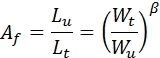 A_f = L_u / L_t = (W_t / W_u)^β